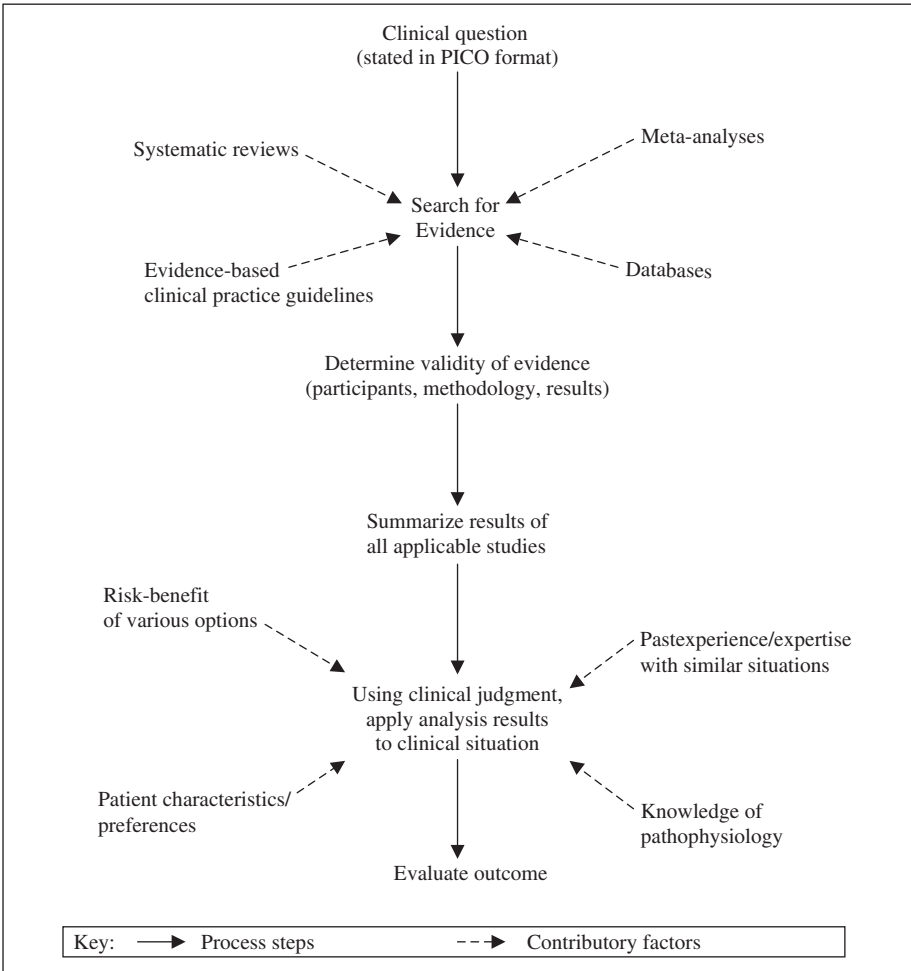 Clinical question
(stated in PICO format)
Systematic reviews
Meta-analyses
Search for
Evidence
Evidence-based
clinical practice guidelines
Databases
Determine validity of evidence
(participants, methodology, results)
Summarize results of
all applicable studies
Risk-benefit
of various options
Pastexperience/expertise
with similar situations
Using clinical judgment,
apply analysis results
to clinical situation
Patient characteristics/
preferences
Knowledge of
pathophysiology
Evaluate outcome
Key: Process steps Contributory factors